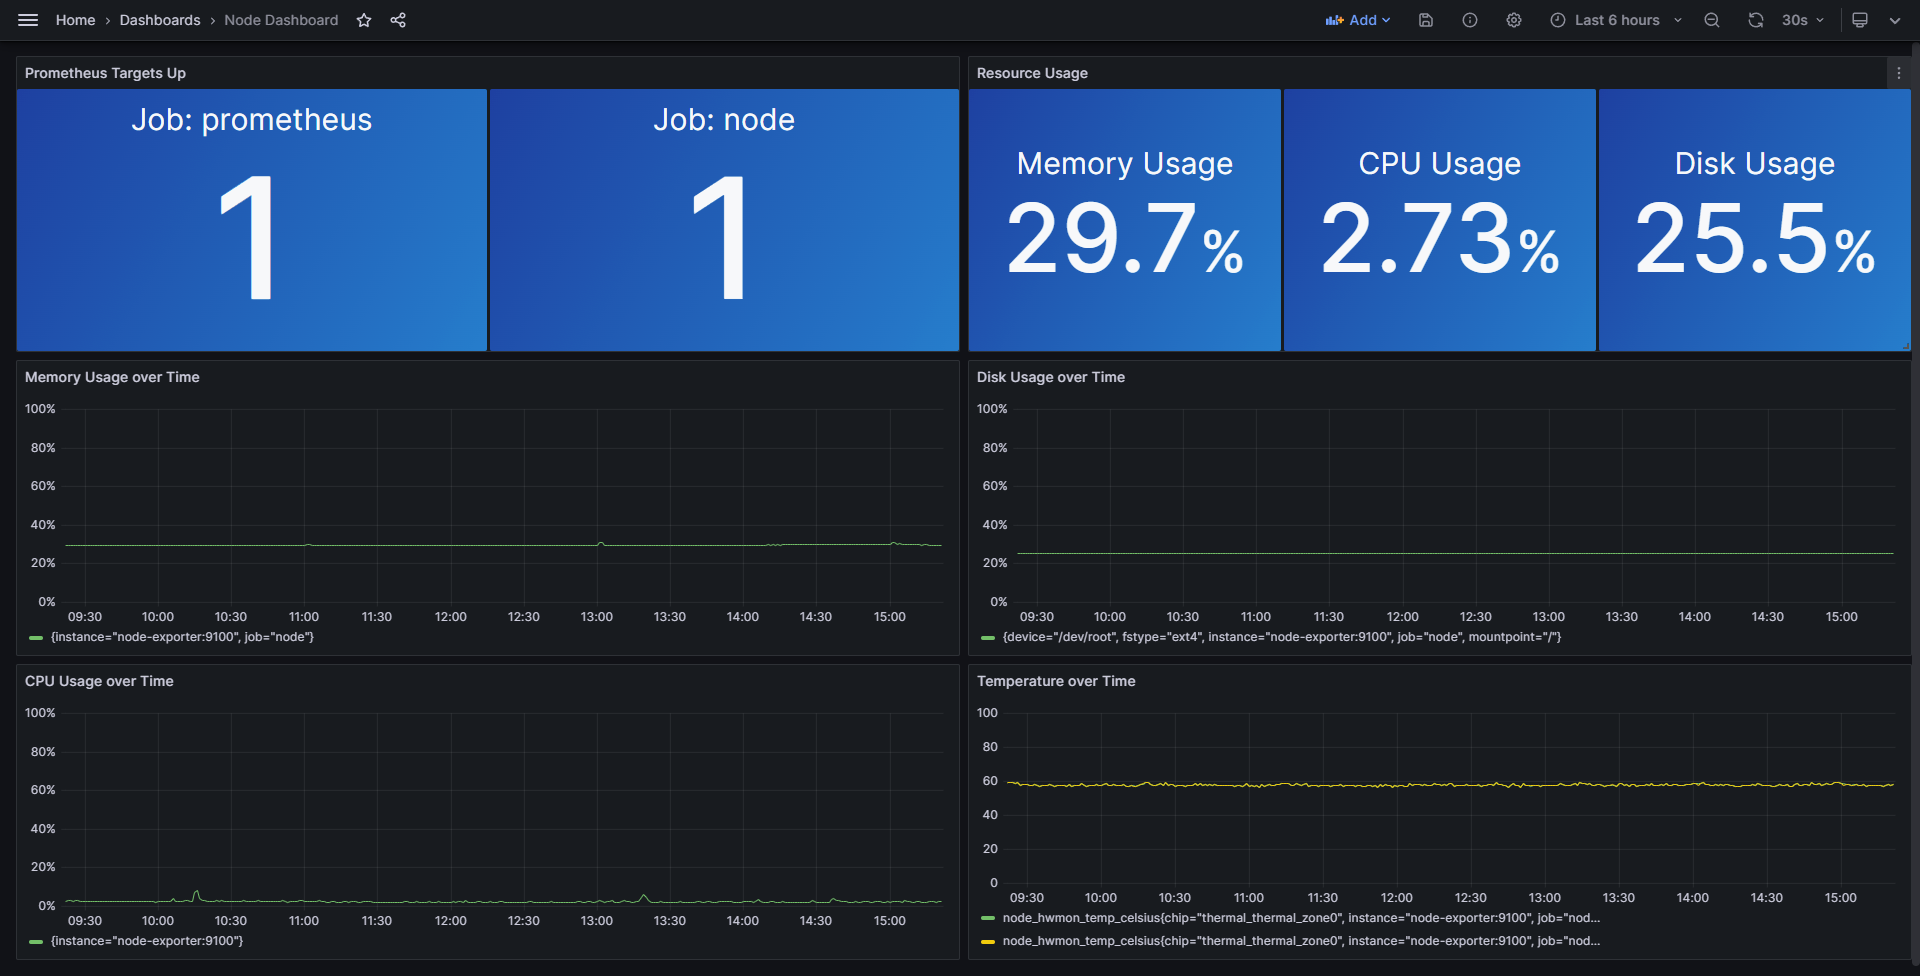 Home › Dashboards › Node Dashboard
Add
Last 6 hours
30s
Prometheus Targets Up
Job: prometheus
1
Job: node
1
Resource Usage
Memory Usage
29.7%
CPU Usage
2.73%
Disk Usage
25.5%
Memory Usage over Time
100%
80%
60%
40%
20%
0%
09:30 10:00 10:30 11:00 11:30 12:00 12:30 13:00 13:30 14:00 14:30 15:00
{instance="node-exporter:9100", job="node"}
Disk Usage over Time
100%
80%
60%
40%
20%
0%
09:30 10:00 10:30 11:00 11:30 12:00 12:30 13:00 13:30 14:00 14:30 15:00
{device="/dev/root", fstype="ext4", instance="node-exporter:9100", job="node", mountpoint="/"}
CPU Usage over Time
100%
80%
60%
40%
20%
0%
09:30 10:00 10:30 11:00 11:30 12:00 12:30 13:00 13:30 14:00 14:30 15:00
{instance="node-exporter:9100"}
Temperature over Time
100
80
60
40
20
0
09:30 10:00 10:30 11:00 11:30 12:00 12:30 13:00 13:30 14:00 14:30 15:00
node_hwmon_temp_celsius{chip="thermal_thermal_zone0", instance="node-exporter:9100", job="nod...
node_hwmon_temp_celsius{chip="thermal_thermal_zone0", instance="node-exporter:9100", job="nod...